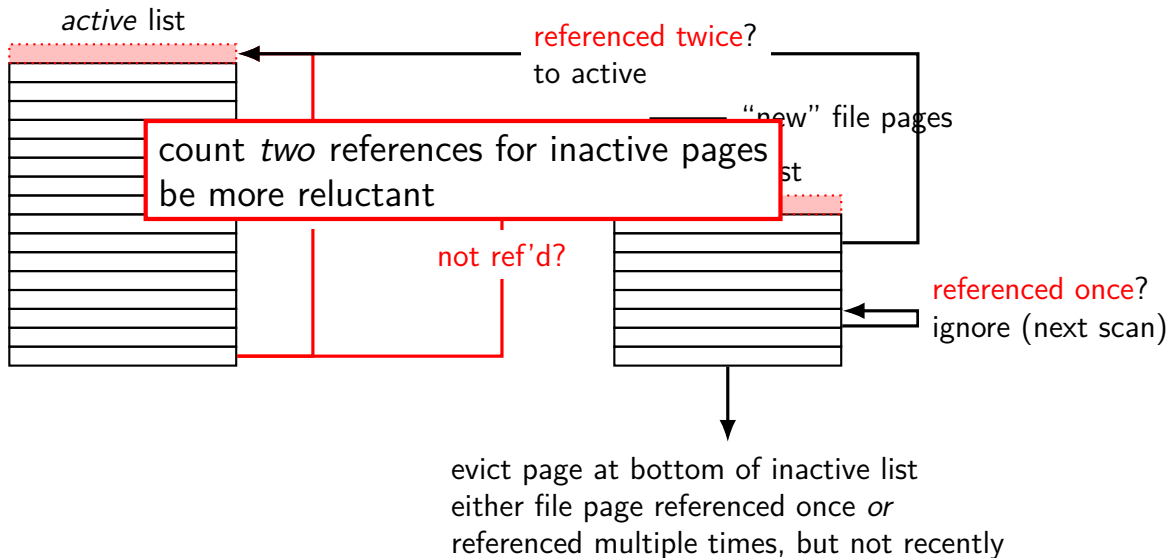 active list
referenced twice?
to active
“new” file pages
count two references for inactive pages
be more reluctant
not ref'd?
referenced once?
ignore (next scan)
evict page at bottom of inactive list
either file page referenced once or
referenced multiple times, but not recently